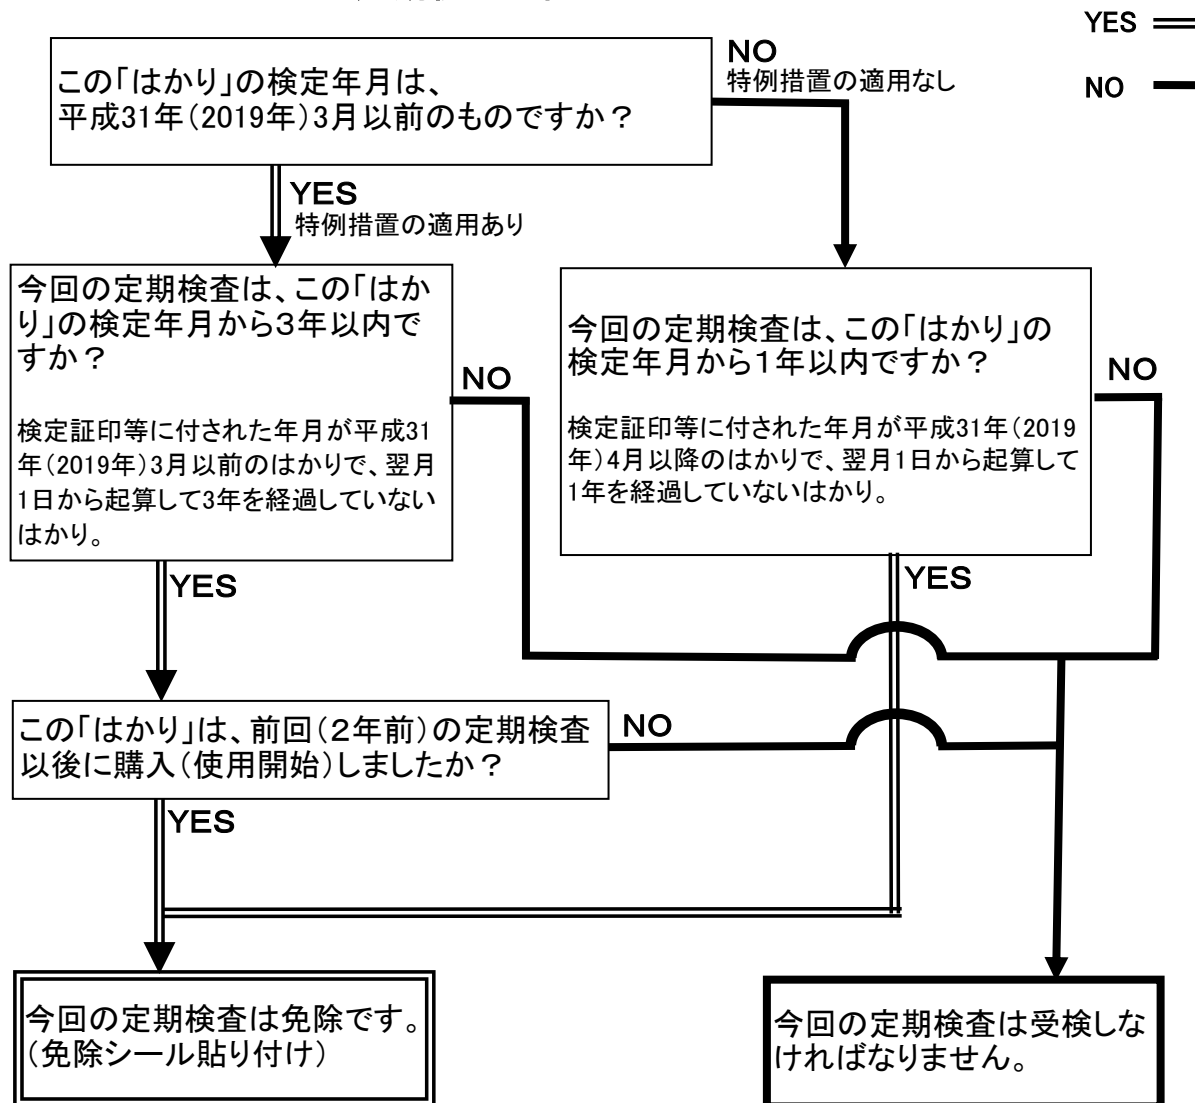 YES
NO
この「はかり」の検定年月は、
平成31年(2019年)3月以前のものですか？
NO
特例措置の適用なし
YES
特例措置の適用あり
今回の定期検査は、この「はか
り」の検定年月から3年以内で
すか？
検定証印等に付された年月が平成31
年(2019年)3月以前のはかりで、翌月
1日から起算して3年を経過していない
はかり。
NO
今回の定期検査は、この「はかり」の
検定年月から1年以内ですか？
検定証印等に付された年月が平成31年(2019
年)4月以降のはかりで、翌月1日から起算して
1年を経過していないはかり。
NO
YES
YES
この「はかり」は、前回(2年前)の定期検査
以後に購入(使用開始)しましたか？
NO
YES
今回の定期検査は免除です。
(免除シール貼り付け)
今回の定期検査は受検しな
ければなりません。